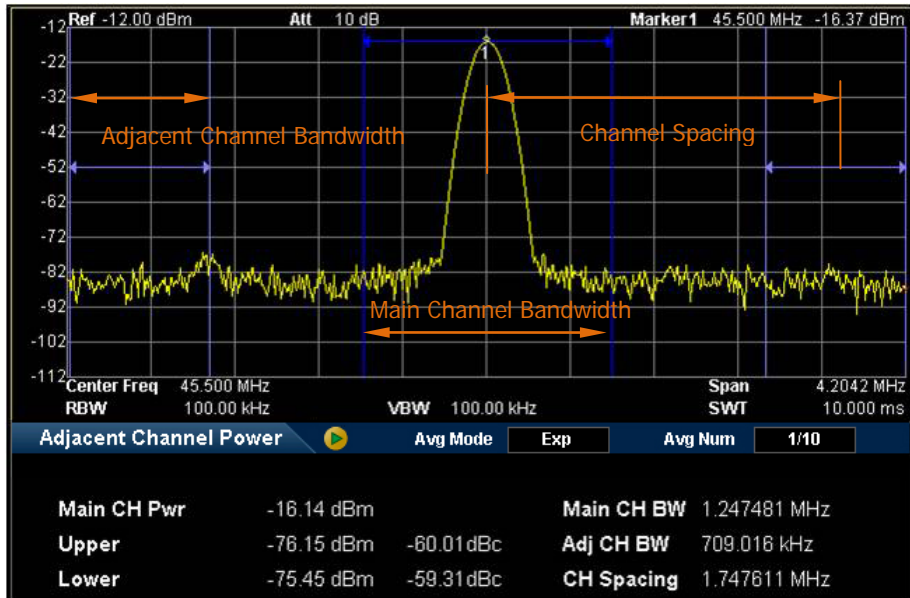 Ref -12.00 dBm Att 10 dB Marker1 45.500 MHz -16.37 dBm
-12
1
-22
-32
Adjacent Channel Bandwidth Channel Spacing
-42
-52
-62
-72
-82
-92
Main Channel Bandwidth
-102
-112
Center Freq 45.500 MHz Span 4.2042 MHz
RBW 100.00 kHz VBW 100.00 kHz SWT 10.000 ms
Adjacent Channel Power Avg Mode Exp Avg Num 1/10
Main CH Pwr -16.14 dBm Main CH BW 1.247481 MHz
Upper -76.15 dBm -60.01dBc Adj CH BW 709.016 kHz
Lower -75.45 dBm -59.31dBc CH Spacing 1.747611 MHz